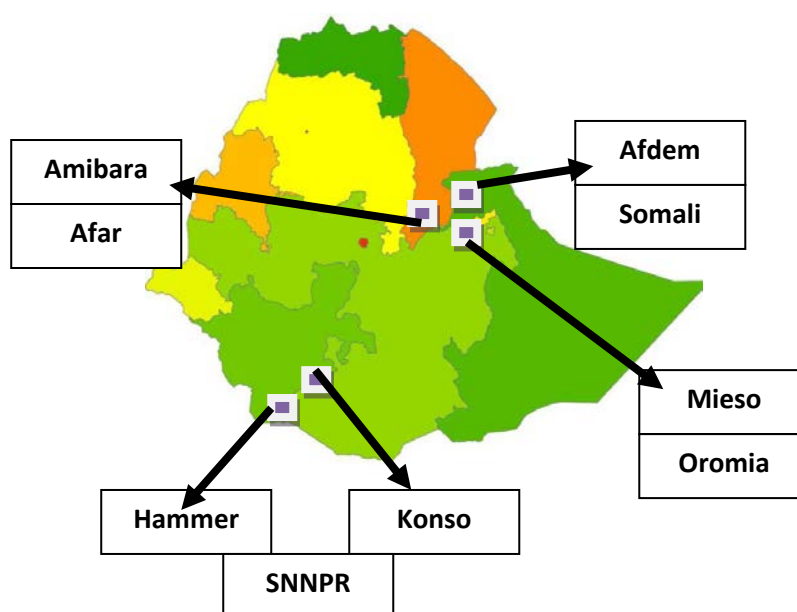 Amibara
Afar
Afdem
Somali
Mieso
Oromia
Hammer
Konso
SNNPR